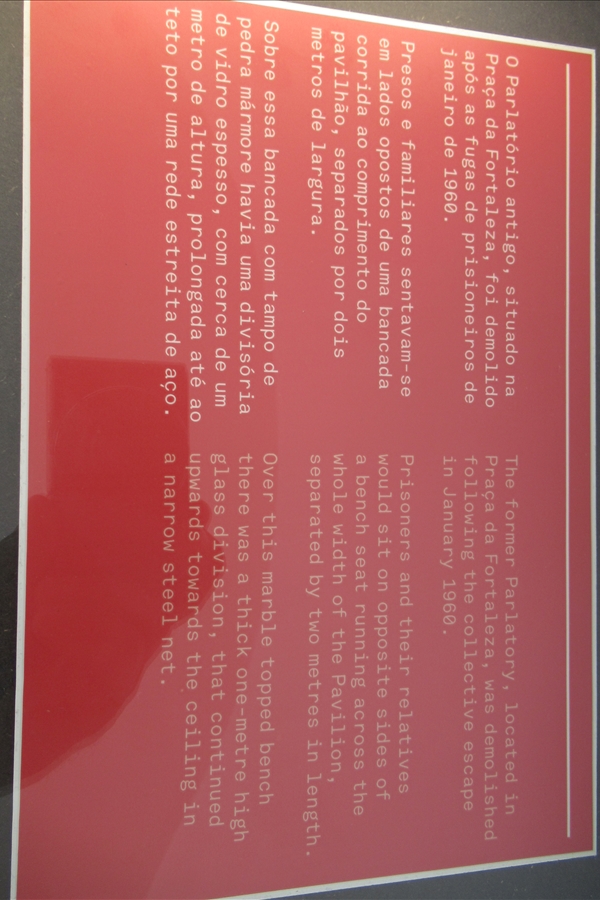 O Parlatório antigo, situado na
Praça da Fortaleza, foi demolido
após as fugas de prisioneiros de
janeiro de 1960.
Presos e familiares sentavam-se
em lados opostos de uma bancada
corrida ao comprimento do
pavilhão, separados por dois
metros de largura.
Sobre essa bancada com tampo de
pedra mármore havia uma divisória
de vidro espesso, com cerca de um
metro de altura, prolongada até ao
teto por uma rede estreita de aço.
The former Parlatory, located in
Praça da Fortaleza, was demolished
following the collective escape
in January 1960.
Prisoners and their relatives
would sit on opposite sides of
a bench seat running across the
whole width of the Pavilion,
separated by two metres in length.
Over this marble topped bench
there was a thick one-metre high
glass division, that continued
upwards towards the ceiling in
a narrow steel net.